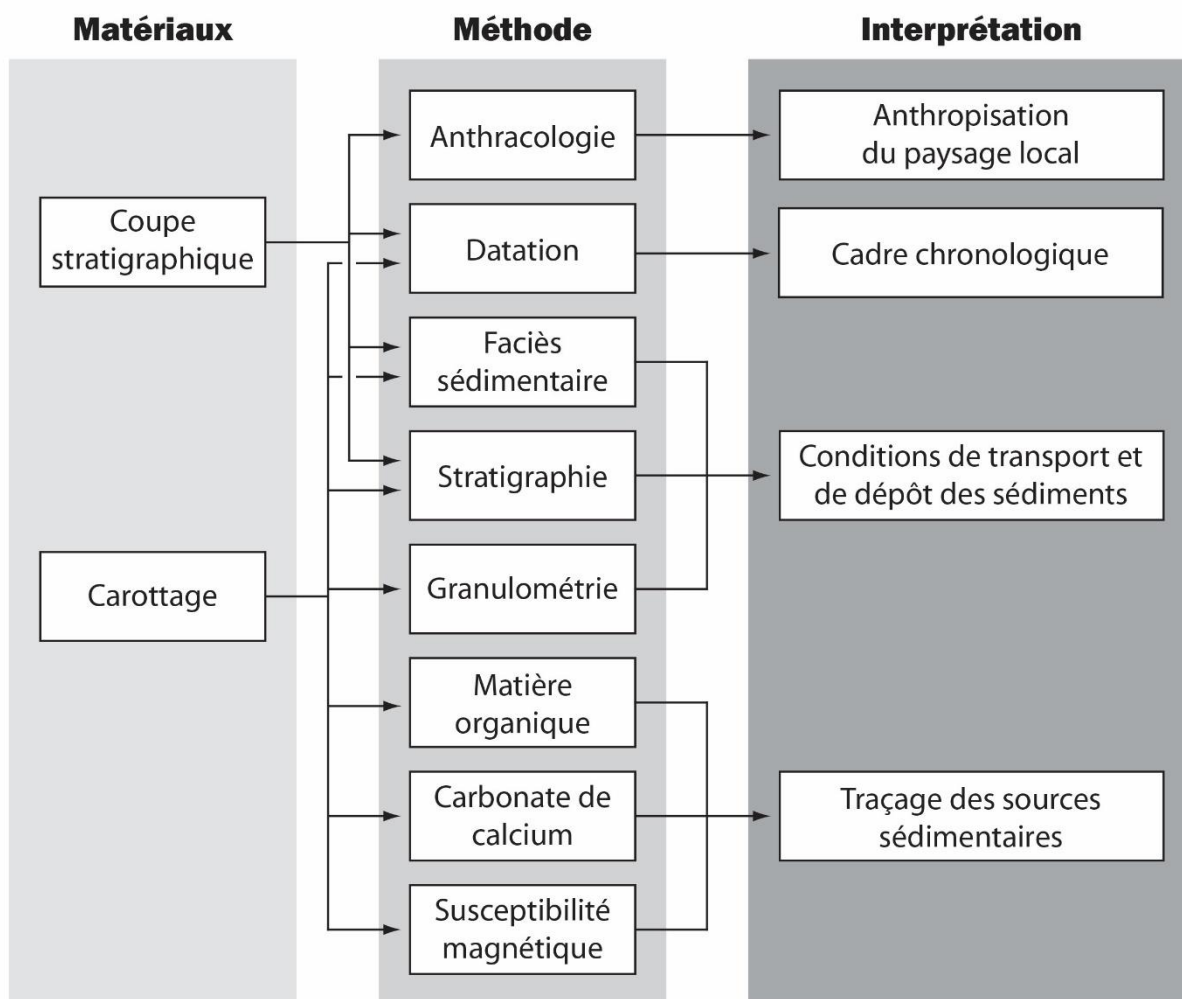 Matériaux
Méthode
Interprétation
Coupe
stratigraphique
Carottage
Anthracologie
Datation
Faciès
sédimentaire
Stratigraphie
Granulométrie
Matière
organique
Carbonate de
calcium
Susceptibilité
magnétique
Anthropisation
du paysage local
Cadre chronologique
Conditions de transport et
de dépôt des sédiments
Traçage des sources
sédimentaires